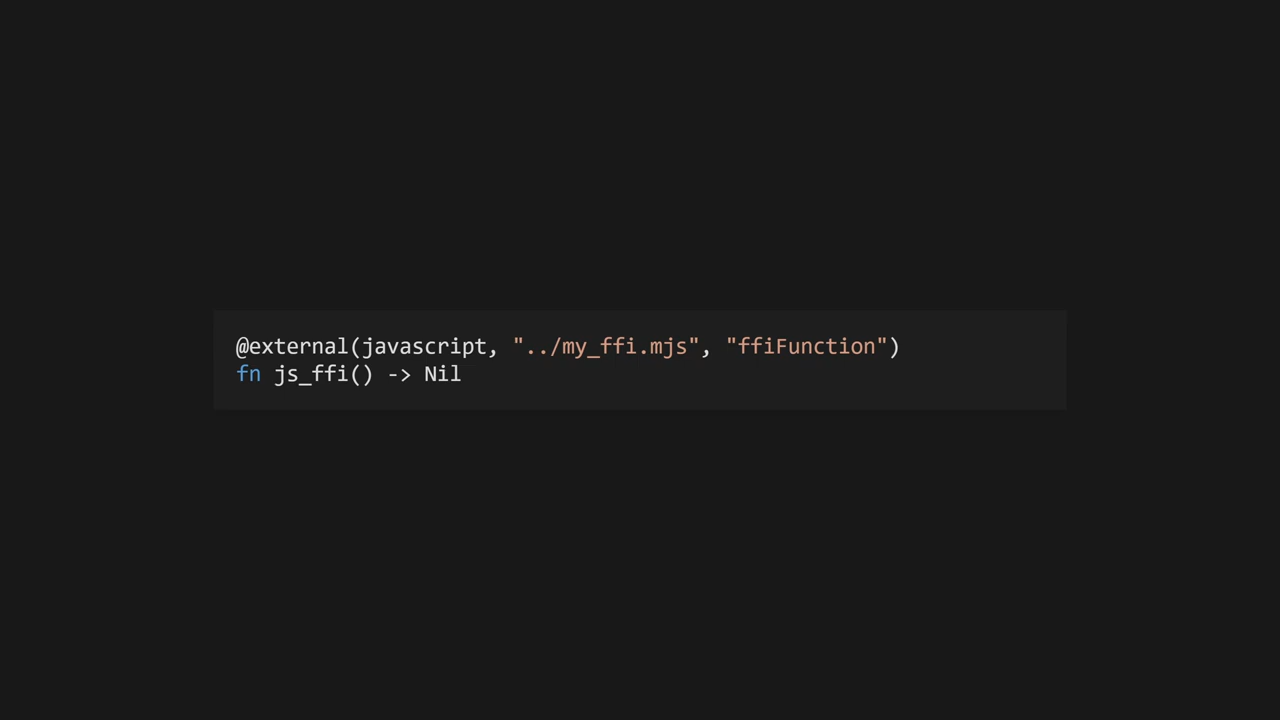 @external(javascript, "../my_ffi.mjs", "ffiFunction")
fn js_ffi() -> Nil